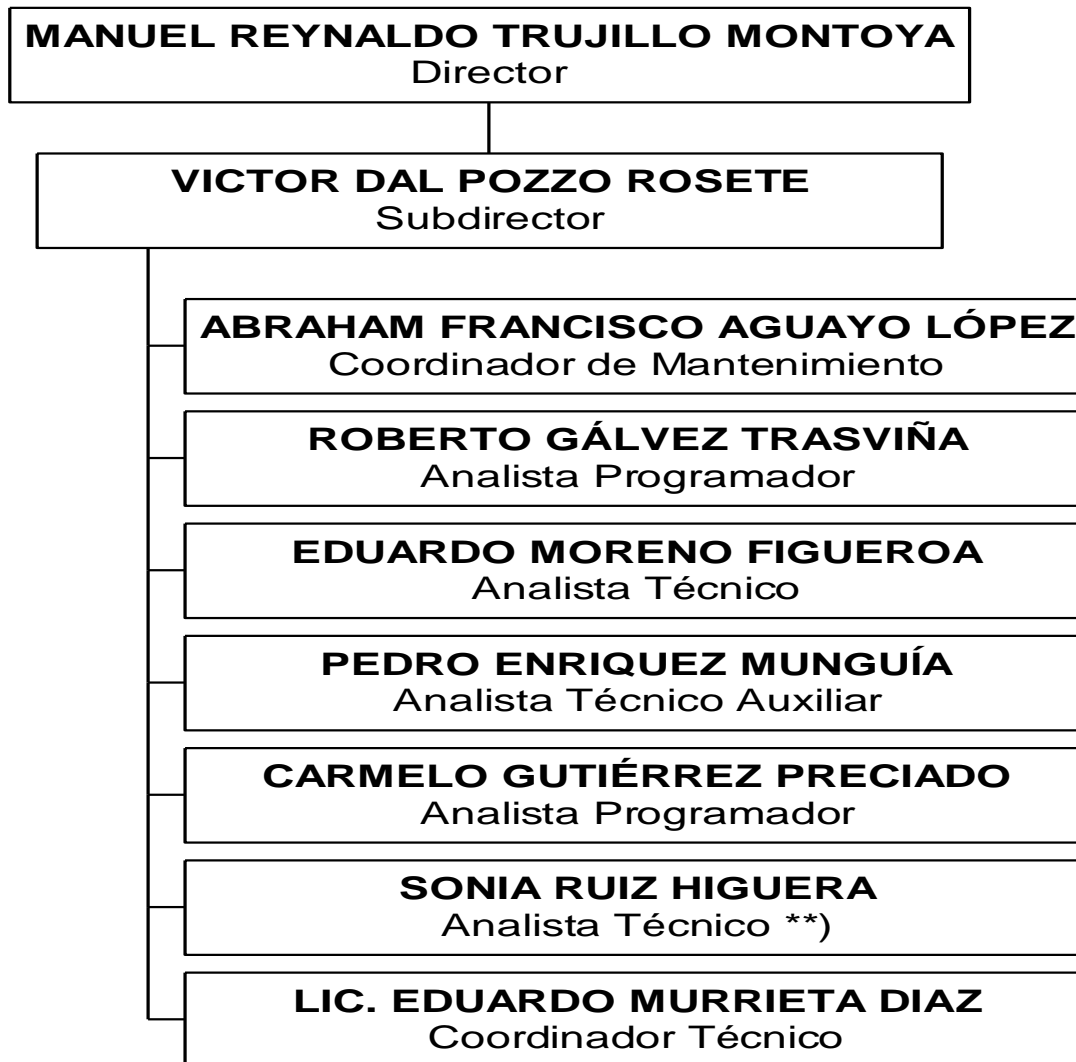 MANUEL REYNALDO TRUJILLO MONTOYA
Director
VICTOR DAL POZZO ROSETE
Subdirector
ABRAHAM FRANCISCO AGUAYO LÓPEZ
Coordinador de Mantenimiento
ROBERTO GÁLVEZ TRASVIÑA
Analista Programador
EDUARDO MORENO FIGUEROA
Analista Técnico
PEDRO ENRIQUEZ MUNGUÍA
Analista Técnico Auxiliar
CARMELO GUTIÉRREZ PRECIADO
Analista Programador
SONIA RUIZ HIGUERA
Analista Técnico **)
LIC. EDUARDO MURRIETA DIAZ
Coordinador Técnico